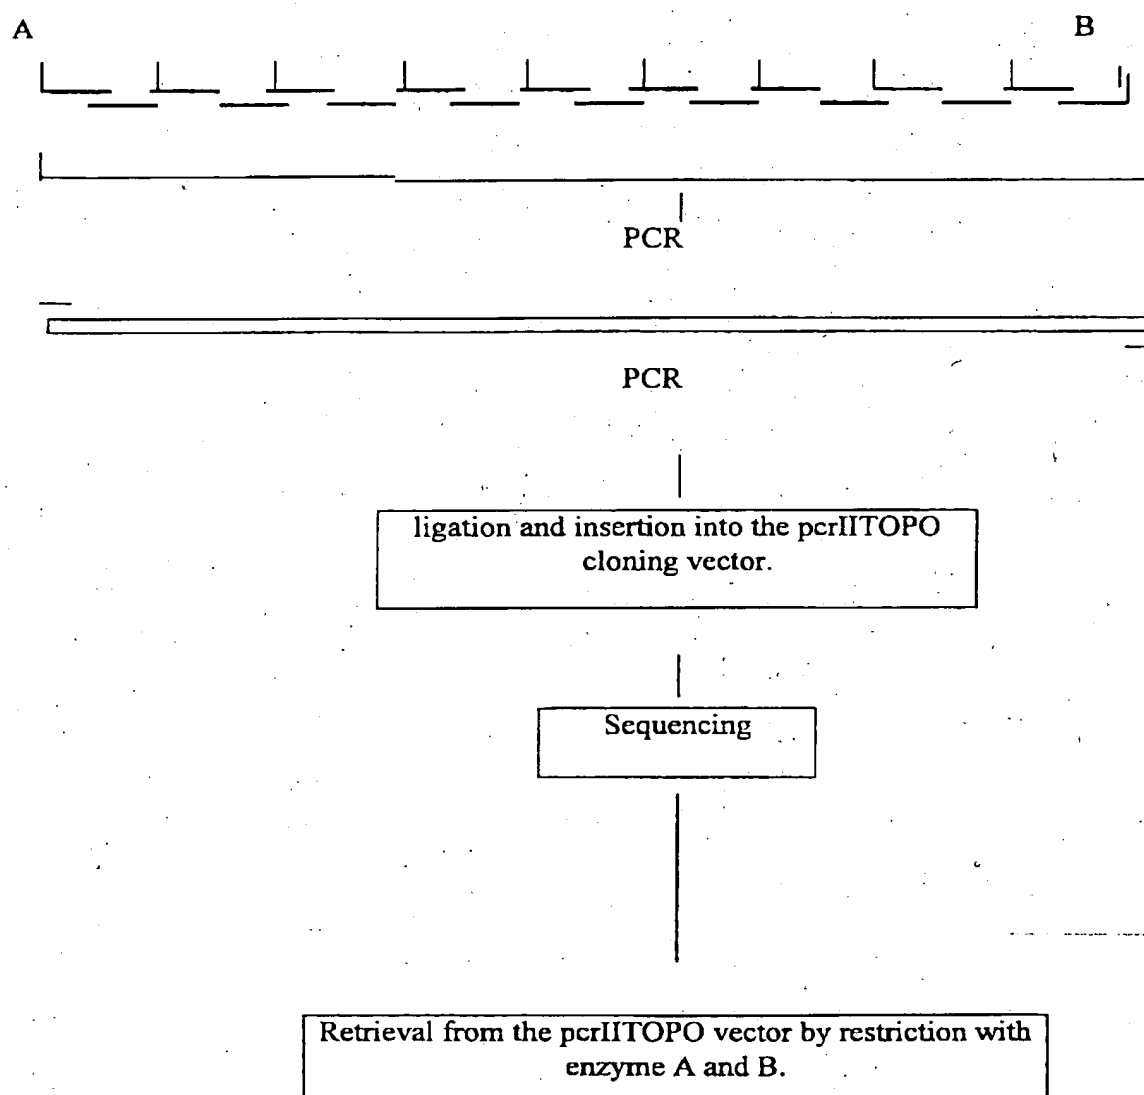 A B
PCR
PCR
ligation and insertion into the pcrIITOPO
cloning vector.
Sequencing
Retrieval from the pcrIITOPO vector by restriction with
enzyme A and B.